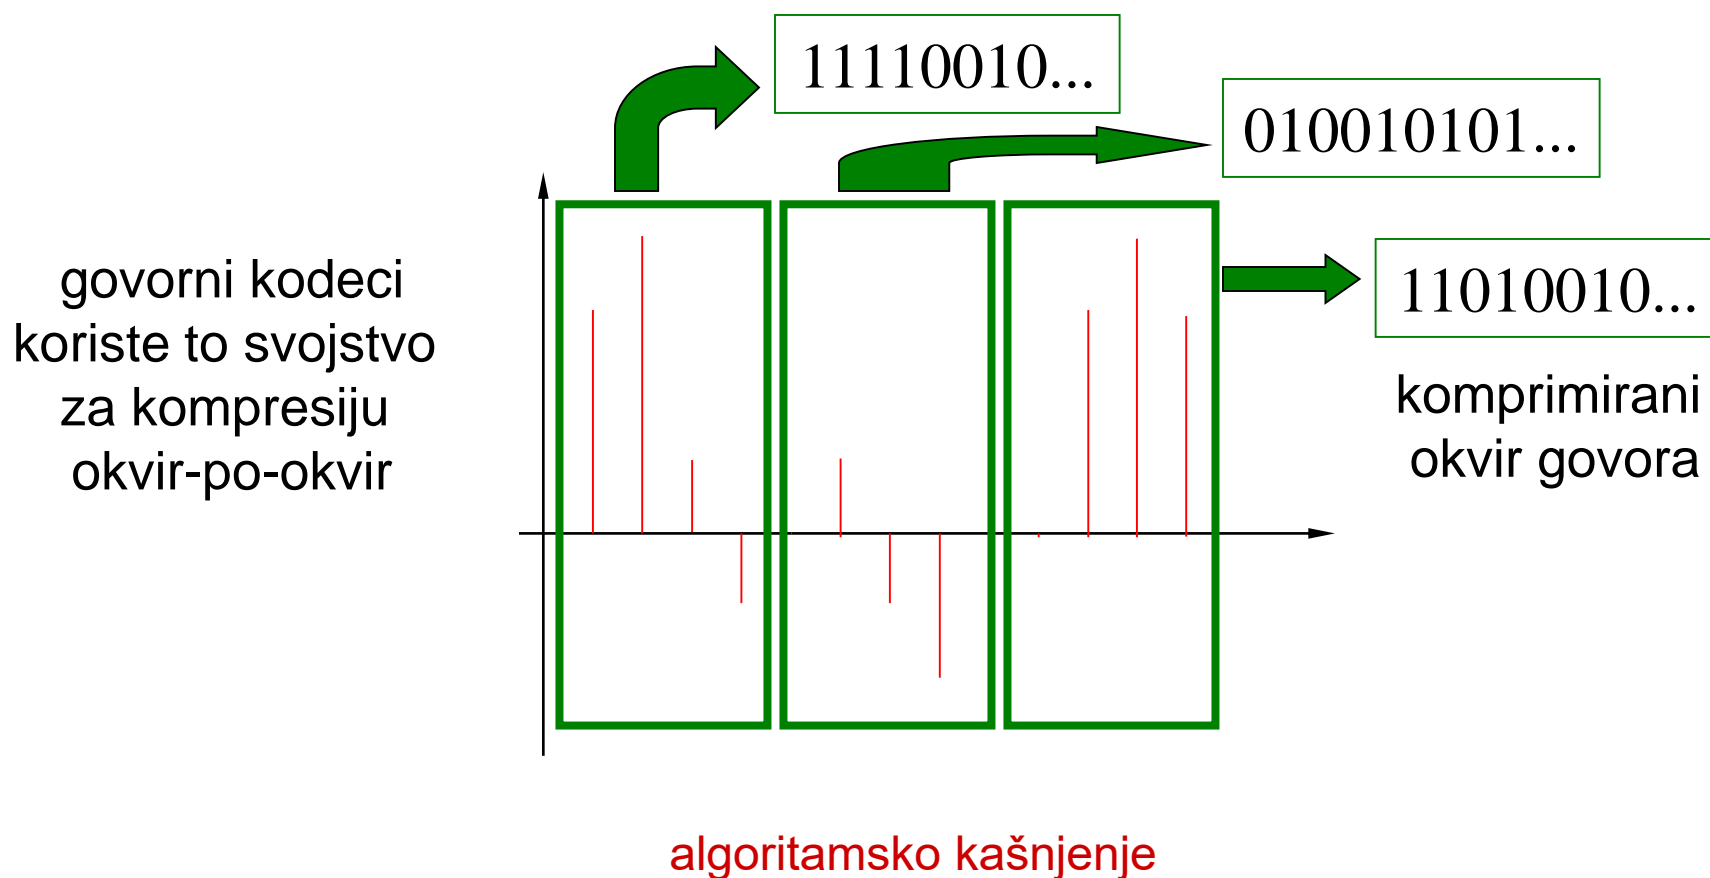 11110010...
010010101...
govorni kodeci
koriste to svojstvo
za kompresiju
okvir-po-okvir
11010010...
komprimirani
okvir govora
algoritamsko kašnjenje